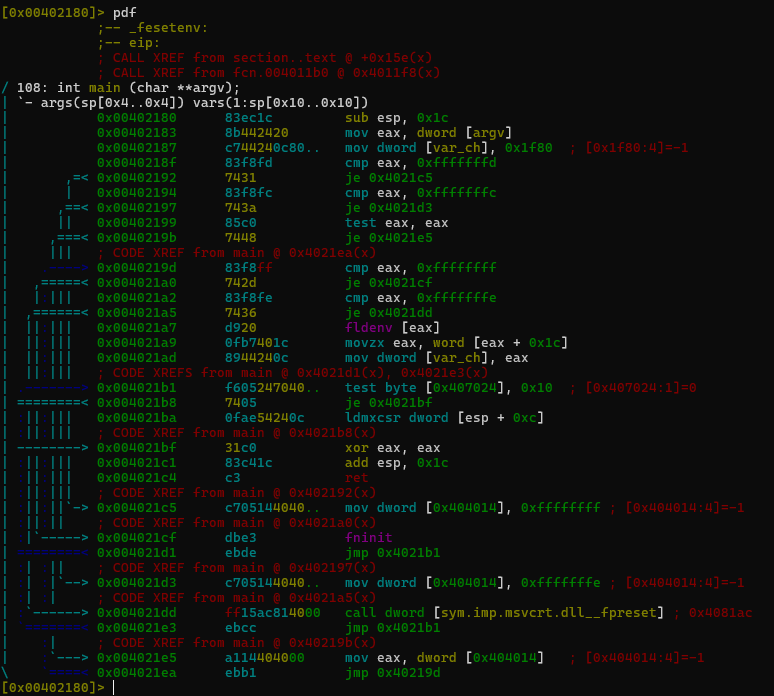 [0x00402180]> pdf
            ;-- _fesetenv:
            ;-- eip:
            ; CALL XREF from section..text @ +0x15e(x)
            ; CALL XREF from fcn.004011b0 @ 0x4011f8(x)
/ 108: int main (char **argv);
| `- args(sp[0x4..0x4]) vars(1:sp[0x10..0x10])
|           0x00402180      83ec1c         sub esp, 0x1c
|           0x00402183      8b442420       mov eax, dword [argv]
|           0x00402187      c744240c80..   mov dword [var_ch], 0x1f80  ; [0x1f80:4]=-1
|           0x0040218f      83f8fd         cmp eax, 0xfffffffd
|       ,=< 0x00402192      7431           je 0x4021c5
|       |   0x00402194      83f8fc         cmp eax, 0xfffffffc
|      ,==< 0x00402197      743a           je 0x4021d3
|      ||   0x00402199      85c0           test eax, eax
|     ,===< 0x0040219b      7448           je 0x4021e5
|     |||   ; CODE XREF from main @ 0x4021ea(x)
|    .----> 0x0040219d      83f8ff         cmp eax, 0xffffffff
|   ,=====< 0x004021a0      742d           je 0x4021cf
|   | |||   0x004021a2      83f8fe         cmp eax, 0xfffffffe
|  ,======< 0x004021a5      7436           je 0x4021dd
|  || |||   0x004021a7      d920           fldenv [eax]
|  || |||   0x004021a9      0fb7401c       movzx eax, word [eax + 0x1c]
|  || |||   0x004021ad      8944240c       mov dword [var_ch], eax
|  || |||   ; CODE XREFS from main @ 0x4021d1(x), 0x4021e3(x)
| --------> 0x004021b1      f605247040..   test byte [0x407024], 0x10  ; [0x407024:1]=0
| ========< 0x004021b8      7405           je 0x4021bf
|  || |||   0x004021ba      0fae54240c     ldmxcsr dword [esp + 0xc]
|  || |||   ; CODE XREF from main @ 0x4021b8(x)
| --------> 0x004021bf      31c0           xor eax, eax
|  || |||   0x004021c1      83c41c         add esp, 0x1c
|  || |||   0x004021c4      c3             ret
|  || |||   ; CODE XREF from main @ 0x402192(x)
|  || ||`-> 0x004021c5      c705144040..   mov dword [0x404014], 0xffffffff ; [0x404014:4]=-1
|  || ||    ; CODE XREF from main @ 0x4021a0(x)
|  |`-----> 0x004021cf      dbe3           fninit
| ========< 0x004021d1      ebde           jmp 0x4021b1
|  |  ||    ; CODE XREF from main @ 0x402197(x)
|  |  |`--> 0x004021d3      c705144040..   mov dword [0x404014], 0xfffffffe ; [0x404014:4]=-1
|  |  |     ; CODE XREF from main @ 0x4021a5(x)
|  `------> 0x004021dd      ff15ac814000   call dword [sym.imp.msvcrt.dll__fpreset] ; 0x4081ac
| ========< 0x004021e3      ebcc           jmp 0x4021b1
|     |     ; CODE XREF from main @ 0x40219b(x)
|     `---> 0x004021e5      a114404000     mov eax, dword [0x404014]   ; [0x404014:4]=-1
\    `====< 0x004021ea      ebb1           jmp 0x40219d
[0x00402180]>